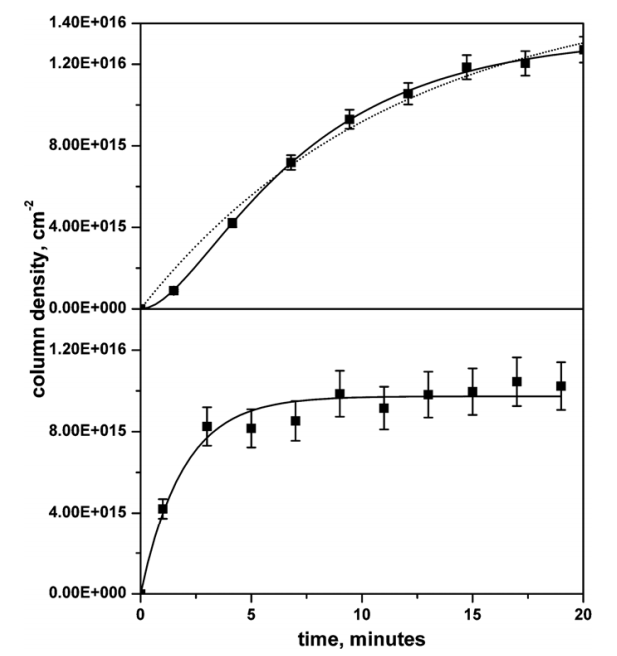 1.40E+016
1.20E+016
8.00E+015
4.00E+015
0.00E+000
column density, cm-2
1.20E+016
8.00E+015
4.00E+015
0.00E+000
0 5 10 15 20
time, minutes